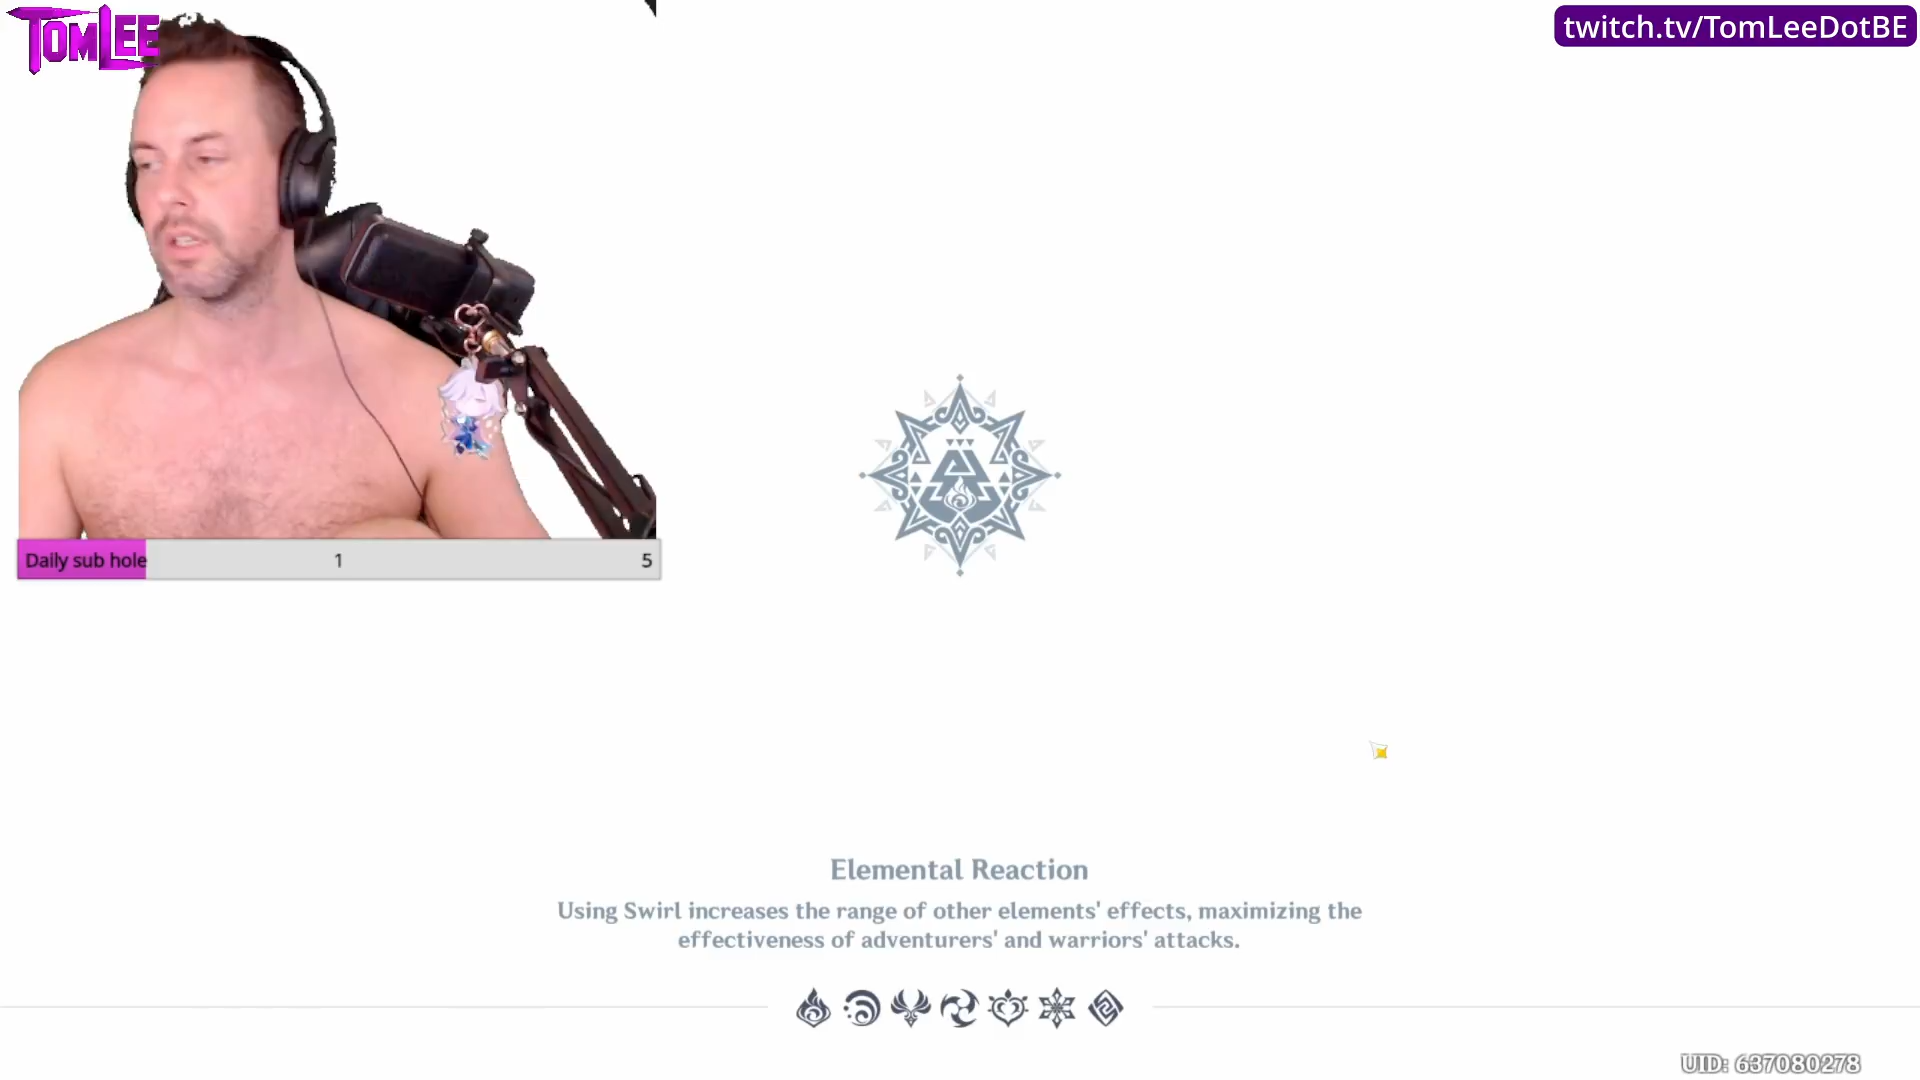 TOMLEE
twitch.tv/TomLeeDotBE
Daily sub hole 1 5
Elemental Reaction
Using Swirl increases the range of other elements' effects, maximizing the
effectiveness of adventurers' and warriors' attacks.
UID: 637080278